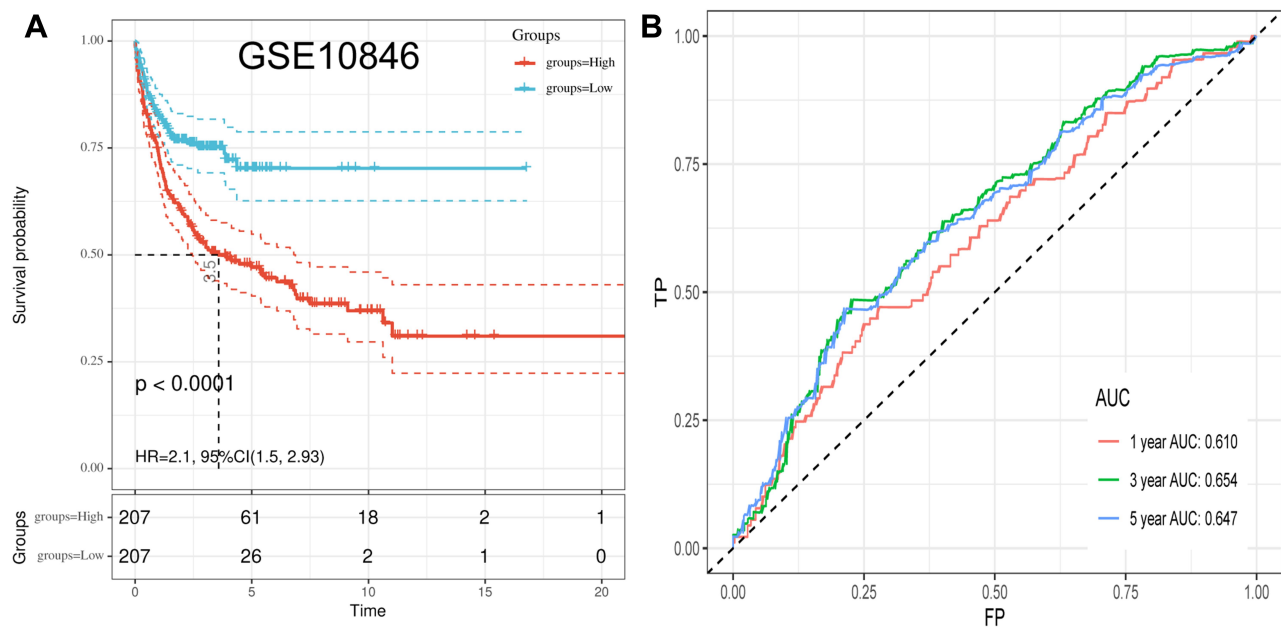 A
GSE10846
Groups
groups=High
groups=Low
Survival probability
1.00
0.75
0.50
0.25
0.00
3.5
p < 0.0001
HR=2.1, 95%CI(1.5, 2.93)
Groups
groups=High 207 61 18 2 1
groups=Low 207 26 2 1 0
0 5 10 15 20
Time
B
TP
1.00
0.75
0.50
0.25
0.00
AUC
1 year AUC: 0.610
3 year AUC: 0.654
5 year AUC: 0.647
0.00 0.25 0.50 0.75 1.00
FP